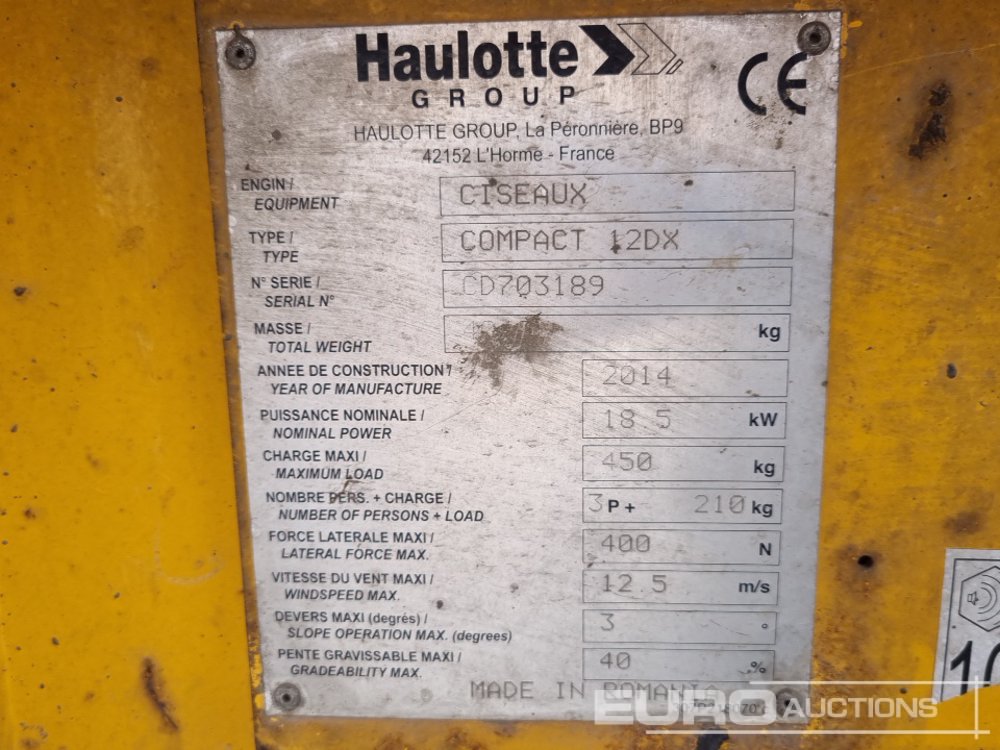 Haulotte
GROUP
CE
HAULOTTE GROUP, La Péronnière, BP9
42152 L'Horme - France
ENGIN / CISEAUX
EQUIPMENT
TYPE / COMPACT 12DX
TYPE
N° SERIE / CD703189
SERIAL N°
MASSE / kg
TOTAL WEIGHT
ANNEE DE CONSTRUCTION / 2014
YEAR OF MANUFACTURE
PUISSANCE NOMINALE / 18.5 kW
NOMINAL POWER
CHARGE MAXI / 450 kg
MAXIMUM LOAD
NOMBRE PERS. + CHARGE / 3 P + 210 kg
NUMBER OF PERSONS + LOAD
FORCE LATERALE MAXI / 400 N
LATERAL FORCE MAX.
VITESSE DU VENT MAXI / 12.5 m/s
WINDSPEED MAX.
DEVERS MAXI (degrés) / 3 °
SLOPE OPERATION MAX. (degrees)
PENTE GRAVISSABLE MAXI / 40 %
GRADEABILITY MAX.
MADE IN ROMANIA
EURO AUCTIONS